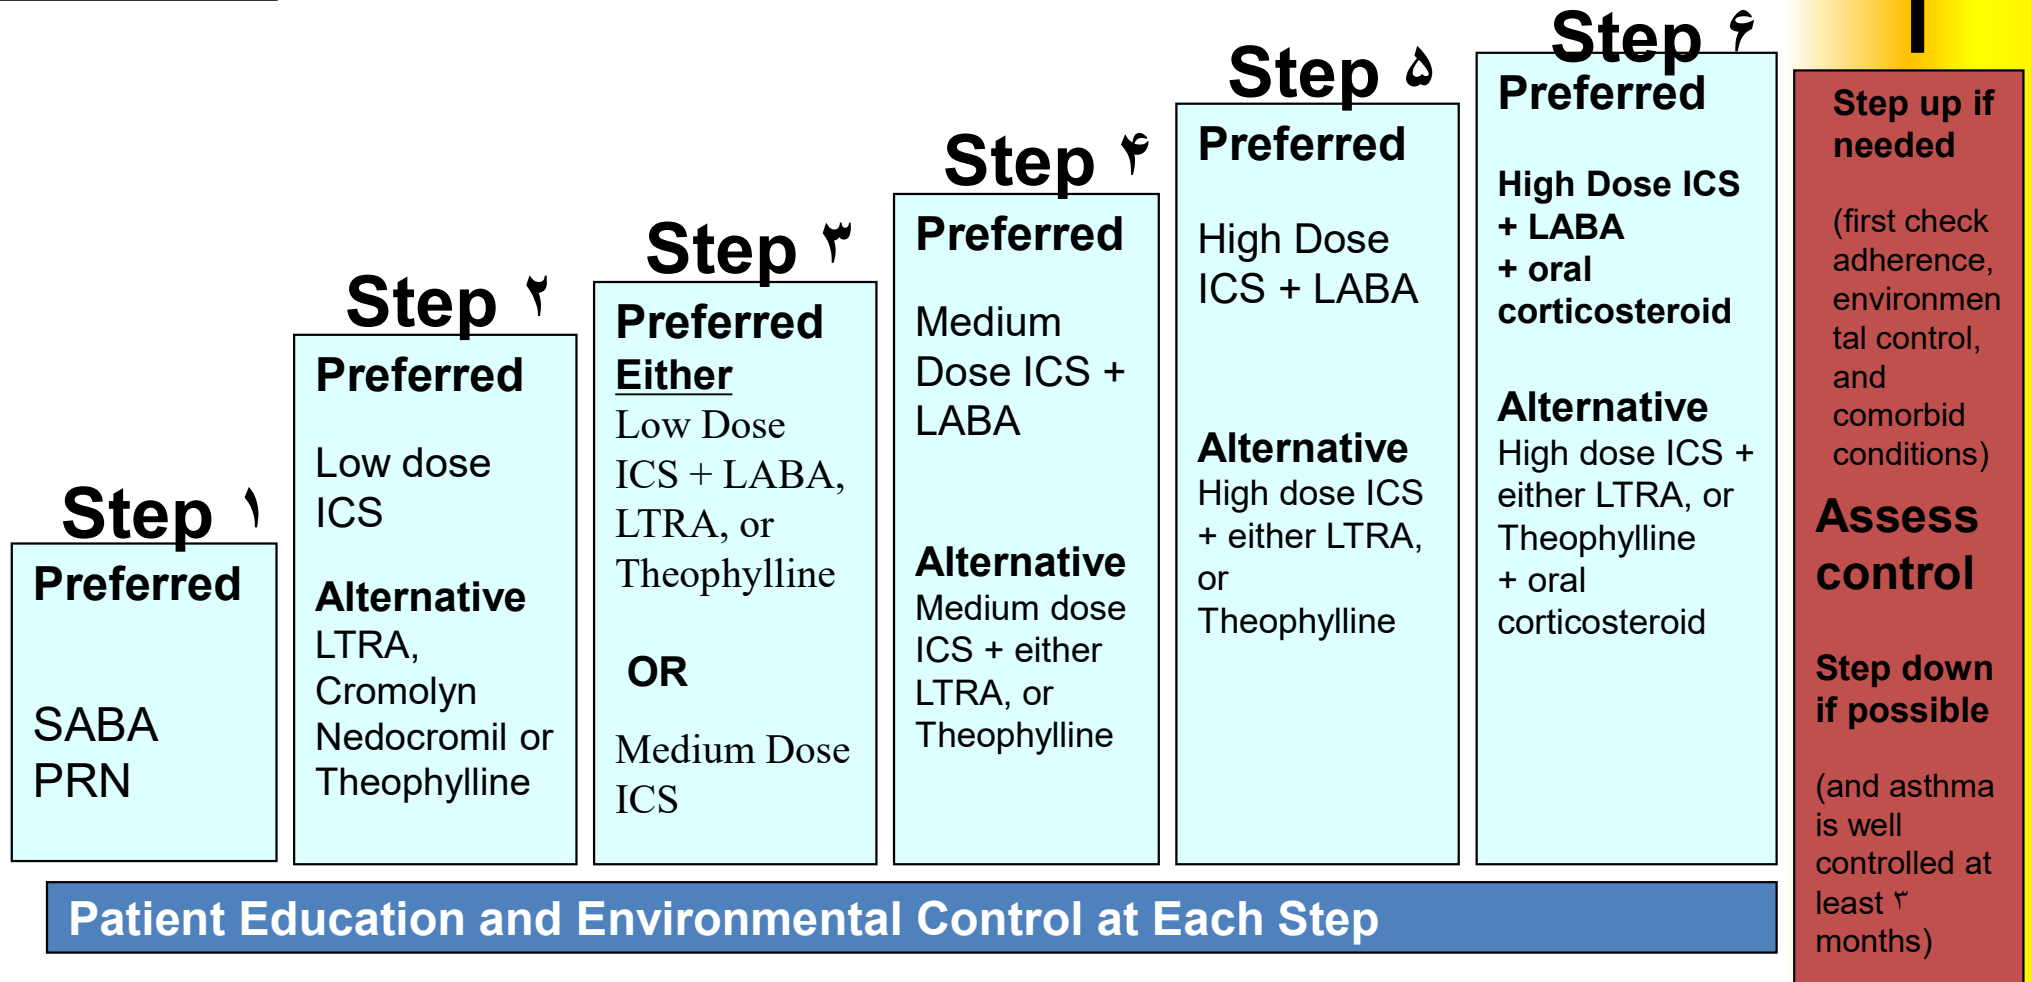 Step ۱
Preferred
SABA
PRN
Step ۲
Preferred
Low dose
ICS
Alternative
LTRA,
Cromolyn
Nedocromil or
Theophylline
Step ۳
Preferred
Either
Low Dose
ICS + LABA,
LTRA, or
Theophylline
OR
Medium Dose
ICS
Step ۴
Preferred
Medium
Dose ICS +
LABA
Alternative
Medium dose
ICS + either
LTRA, or
Theophylline
Step ۵
Preferred
High Dose
ICS + LABA
Alternative
High dose ICS
+ either LTRA,
or
Theophylline
Step ۶
Preferred
High Dose ICS
+ LABA
+ oral
corticosteroid
Alternative
High dose ICS +
either LTRA, or
Theophylline
+ oral
corticosteroid
Step up if
needed
(first check
adherence,
environmen
tal control,
and
comorbid
conditions)
Assess
control
Step down
if possible
(and asthma
is well
controlled at
least ۳
months)
Patient Education and Environmental Control at Each Step